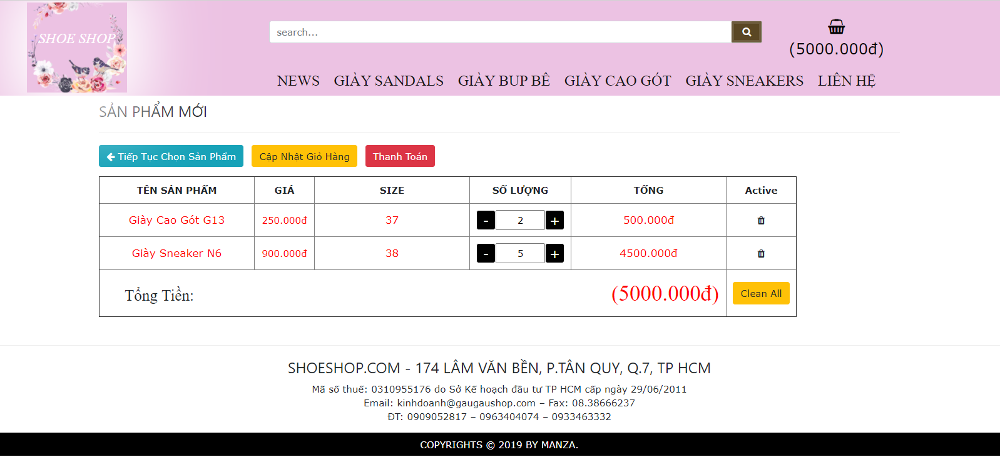 SHOE SHOP
search...
(5000.000đ)
NEWS GIÀY SANDALS GIÀY BUP BÊ GIÀY CAO GÓT GIÀY SNEAKERS LIÊN HỆ
SẢN PHẨM MỚI
Tiếp Tục Chọn Sản Phẩm Cập Nhật Giỏ Hàng Thanh Toán
TÊN SẢN PHẨM GIÁ SIZE SỐ LƯỢNG TỔNG Active
Giày Cao Gót G13 250.000đ 37 - 2 + 500.000đ
Giày Sneaker N6 900.000đ 38 - 5 + 4500.000đ
Tổng Tiền: (5000.000đ) Clean All
SHOESHOP.COM - 174 LÂM VĂN BỀN, P.TÂN QUY, Q.7, TP HCM
Mã số thuế: 0310955176 do Sở Kế hoạch đầu tư TP HCM cấp ngày 29/06/2011
Email: kinhdoanh@gaugaushop.com – Fax: 08.38666237
ĐT: 0909052817 – 0963404074 – 0933463332
COPYRIGHTS © 2019 BY MANZA.